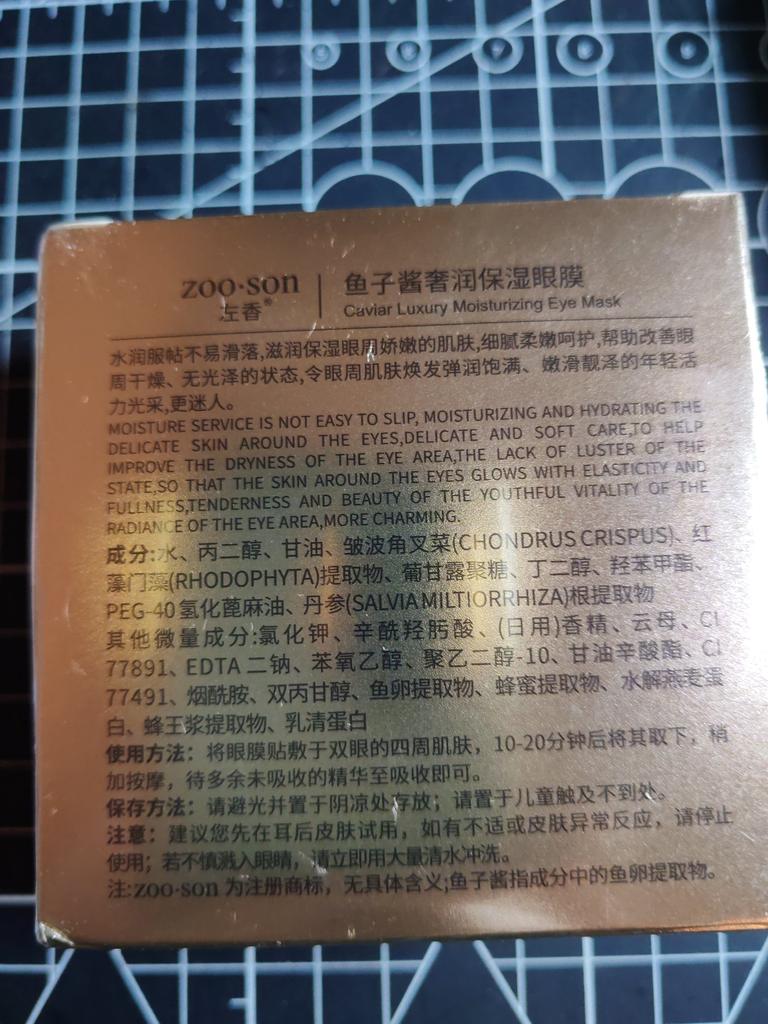 zoo·son
左香®
鱼子酱奢润保湿眼膜
Caviar Luxury Moisturizing Eye Mask
水润服帖不易滑落,滋润保湿眼周娇嫩的肌肤,细腻柔嫩呵护,帮助改善眼
周干燥、无光泽的状态,令眼周肌肤焕发弹润饱满、嫩滑靓泽的年轻活
力光采,更迷人。
MOISTURE SERVICE IS NOT EASY TO SLIP, MOISTURIZING AND HYDRATING THE
DELICATE SKIN AROUND THE EYES,DELICATE AND SOFT CARE,TO HELP
IMPROVE THE DRYNESS OF THE EYE AREA,THE LACK OF LUSTER OF THE
STATE,SO THAT THE SKIN AROUND THE EYES GLOWS WITH ELASTICITY AND
FULLNESS,TENDERNESS AND BEAUTY OF THE YOUTHFUL VITALITY OF THE
RADIANCE OF THE EYE AREA,MORE CHARMING.
成分:水、丙二醇、甘油、皱波角叉菜(CHONDRUS CRISPUS)、红
藻门藻(RHODOPHYTA)提取物、葡甘露聚糖、丁二醇、羟苯甲酯、
PEG-40 氢化蓖麻油、丹参(SALVIA MILTIORRHIZA)根提取物
其他微量成分:氯化钾、辛酰羟肟酸、(日用)香精、云母、CI
77891、EDTA 二钠、苯氧乙醇、聚乙二醇-10、甘油辛酸酯、CI
77491、烟酰胺、双丙甘醇、鱼卵提取物、蜂蜜提取物、水解燕麦蛋
白、蜂王浆提取物、乳清蛋白
使用方法：将眼膜贴敷于双眼的四周肌肤，10-20分钟后将其取下，稍
加按摩，待多余未吸收的精华至吸收即可。
保存方法：请避光并置于阴凉处存放；请置于儿童触及不到处。
注意：建议您先在耳后皮肤试用，如有不适或皮肤异常反应，请停止
使用；若不慎溅入眼睛，请立即用大量清水冲洗。
注:zoo·son 为注册商标，无具体含义;鱼子酱指成分中的鱼卵提取物。